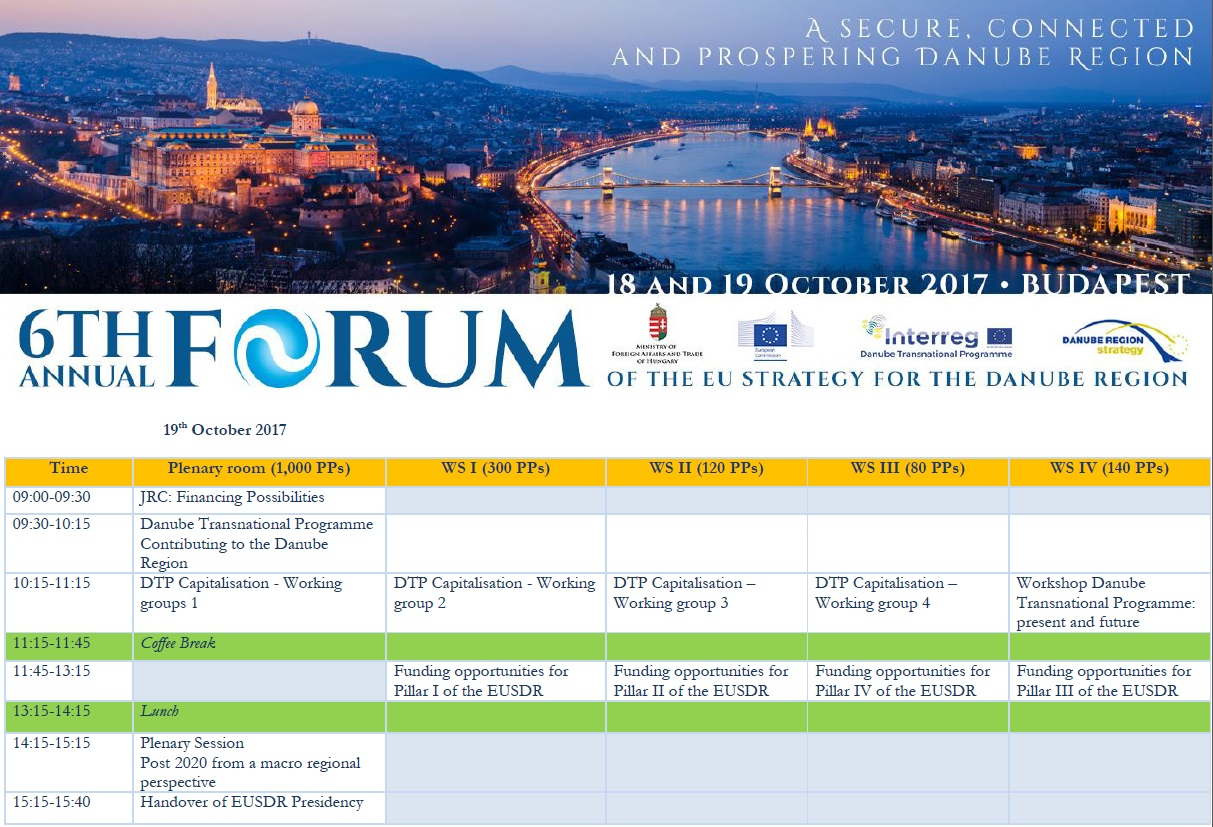 A SECURE, CONNECTED
AND PROSPERING DANUBE REGION
18 AND 19 OCTOBER 2017 • BUDAPEST
6TH
ANNUAL
FORUM
MINISTRY OF
FOREIGN AFFAIRS AND TRADE
OF HUNGARY
European
Commission
Interreg
Danube Transnational Programme
DANUBE REGION
strategy
OF THE EU STRATEGY FOR THE DANUBE REGION
19th October 2017
Time Plenary room (1,000 PPs) WS I (300 PPs) WS II (120 PPs) WS III (80 PPs) WS IV (140 PPs)
09:00-09:30 JRC: Financing Possibilities
09:30-10:15 Danube Transnational Programme
Contributing to the Danube
Region
10:15-11:15 DTP Capitalisation - Working DTP Capitalisation - Working DTP Capitalisation – DTP Capitalisation – Workshop Danube
groups 1 group 2 Working group 3 Working group 4 Transnational Programme:
present and future
11:15-11:45 Coffee Break
11:45-13:15 Funding opportunities for Funding opportunities for Funding opportunities for Funding opportunities for
Pillar I of the EUSDR Pillar II of the EUSDR Pillar IV of the EUSDR Pillar III of the EUSDR
13:15-14:15 Lunch
14:15-15:15 Plenary Session
Post 2020 from a macro regional
perspective
15:15-15:40 Handover of EUSDR Presidency